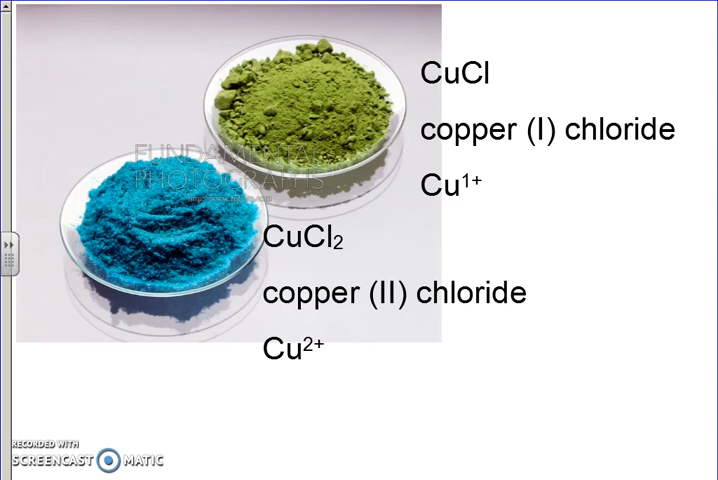 CuCl
copper (I) chloride
Cu1+
FUNDAMENTAL
PHOTOGRAPHS
CuCl₂
copper (II) chloride
Cu2+
RECORDED WITH
SCREENCAST MATIC